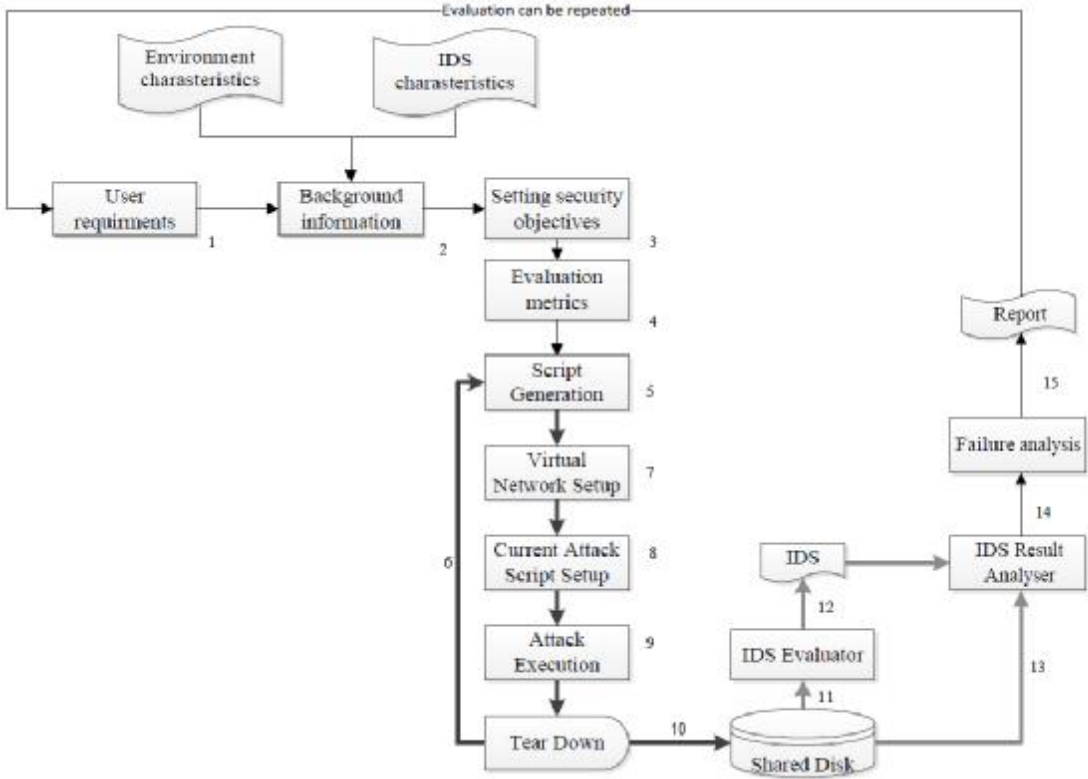 Evaluation can be repeated
Environment
charasteristics
IDS
charasteristics
User
requirments
1
Background
information
2
Setting security
objectives
3
Evaluation
metrics
4
Script
Generation
5
6
Virtual
Network Setup
7
Current Attack
Script Setup
8
Attack
Execution
9
Tear Down
10
Shared Disk
11
IDS Evaluator
12
IDS
13
IDS Result
Analyser
14
Failure analysis
15
Report